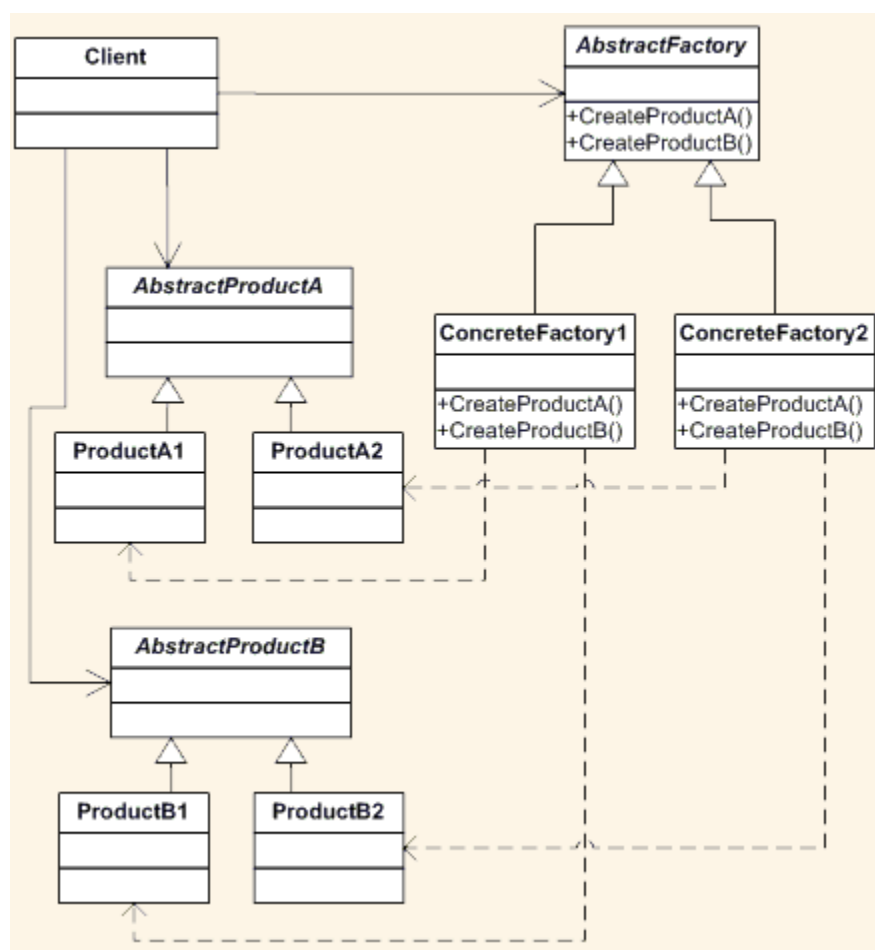 Client
AbstractFactory
+CreateProductA()
+CreateProductB()
AbstractProductA
ConcreteFactory1
+CreateProductA()
+CreateProductB()
ConcreteFactory2
+CreateProductA()
+CreateProductB()
ProductA1
ProductA2
AbstractProductB
ProductB1
ProductB2